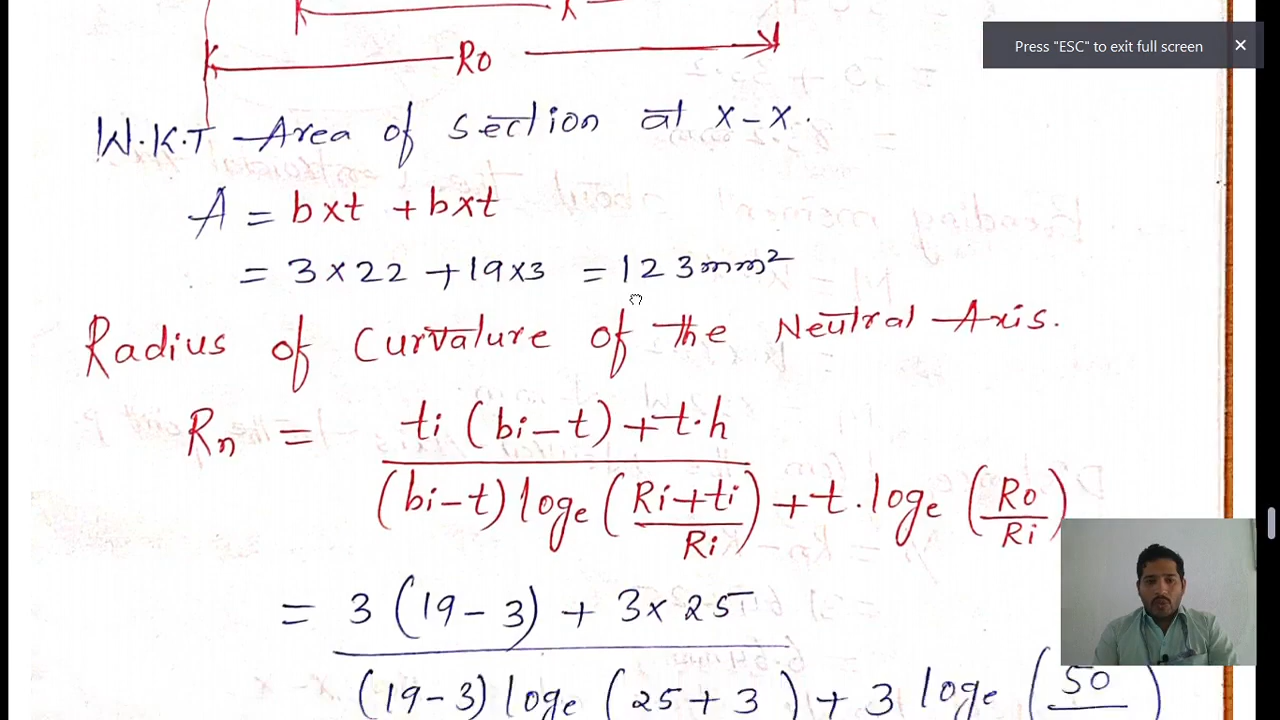 R
Ro
Press "ESC" to exit full screen
W.K.T Area of section at x-x.
A = bxt + bxt
= 3x22 + 19x3 = 123mm²
Radius of Curvature of the Neutral Axis.
Rn = ti (bi-t) + t.h / (bi-t) loge (Ri+ti / Ri) + t. loge (Ro / Ri)
= 3 (19-3) + 3x25
(19-3) loge (25+3) + 3 loge (50